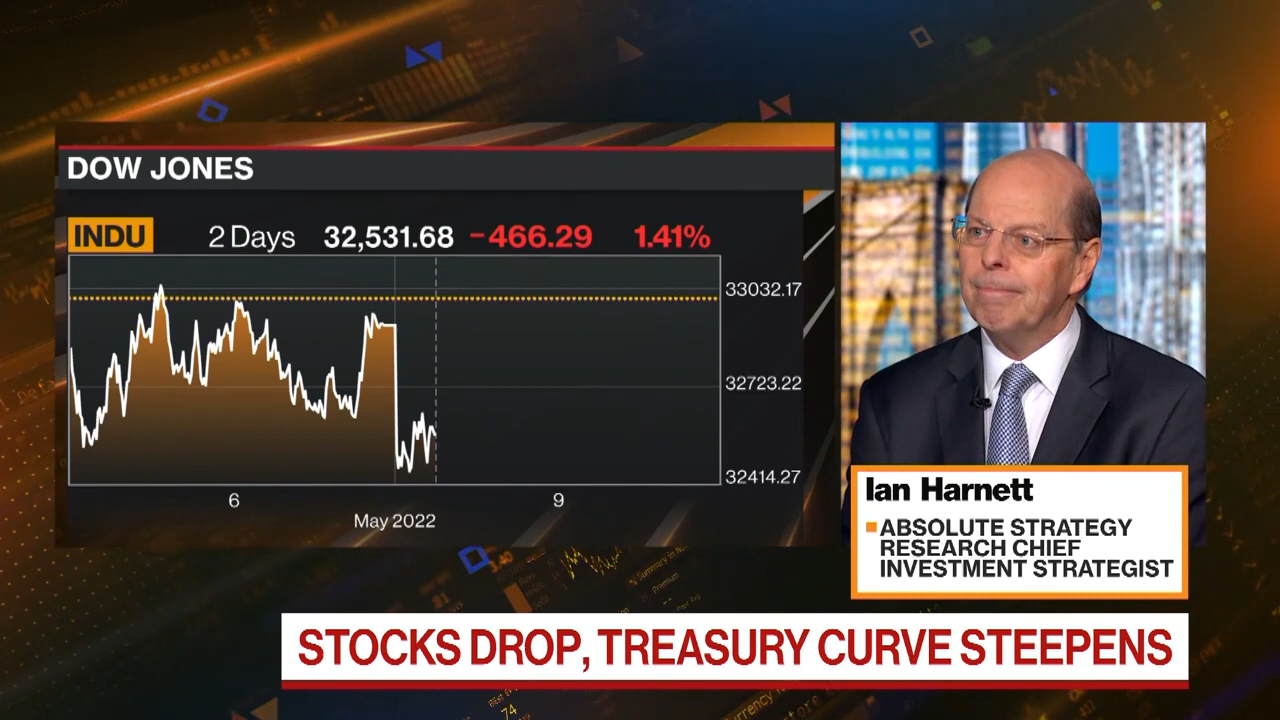 DOW JONES
INDU 2 Days 32,531.68 -466.29 1.41%
33032.17
32723.22
32414.27
6 9
May 2022
Ian Harnett
ABSOLUTE STRATEGY
RESEARCH CHIEF
INVESTMENT STRATEGIST
STOCKS DROP, TREASURY CURVE STEEPENS